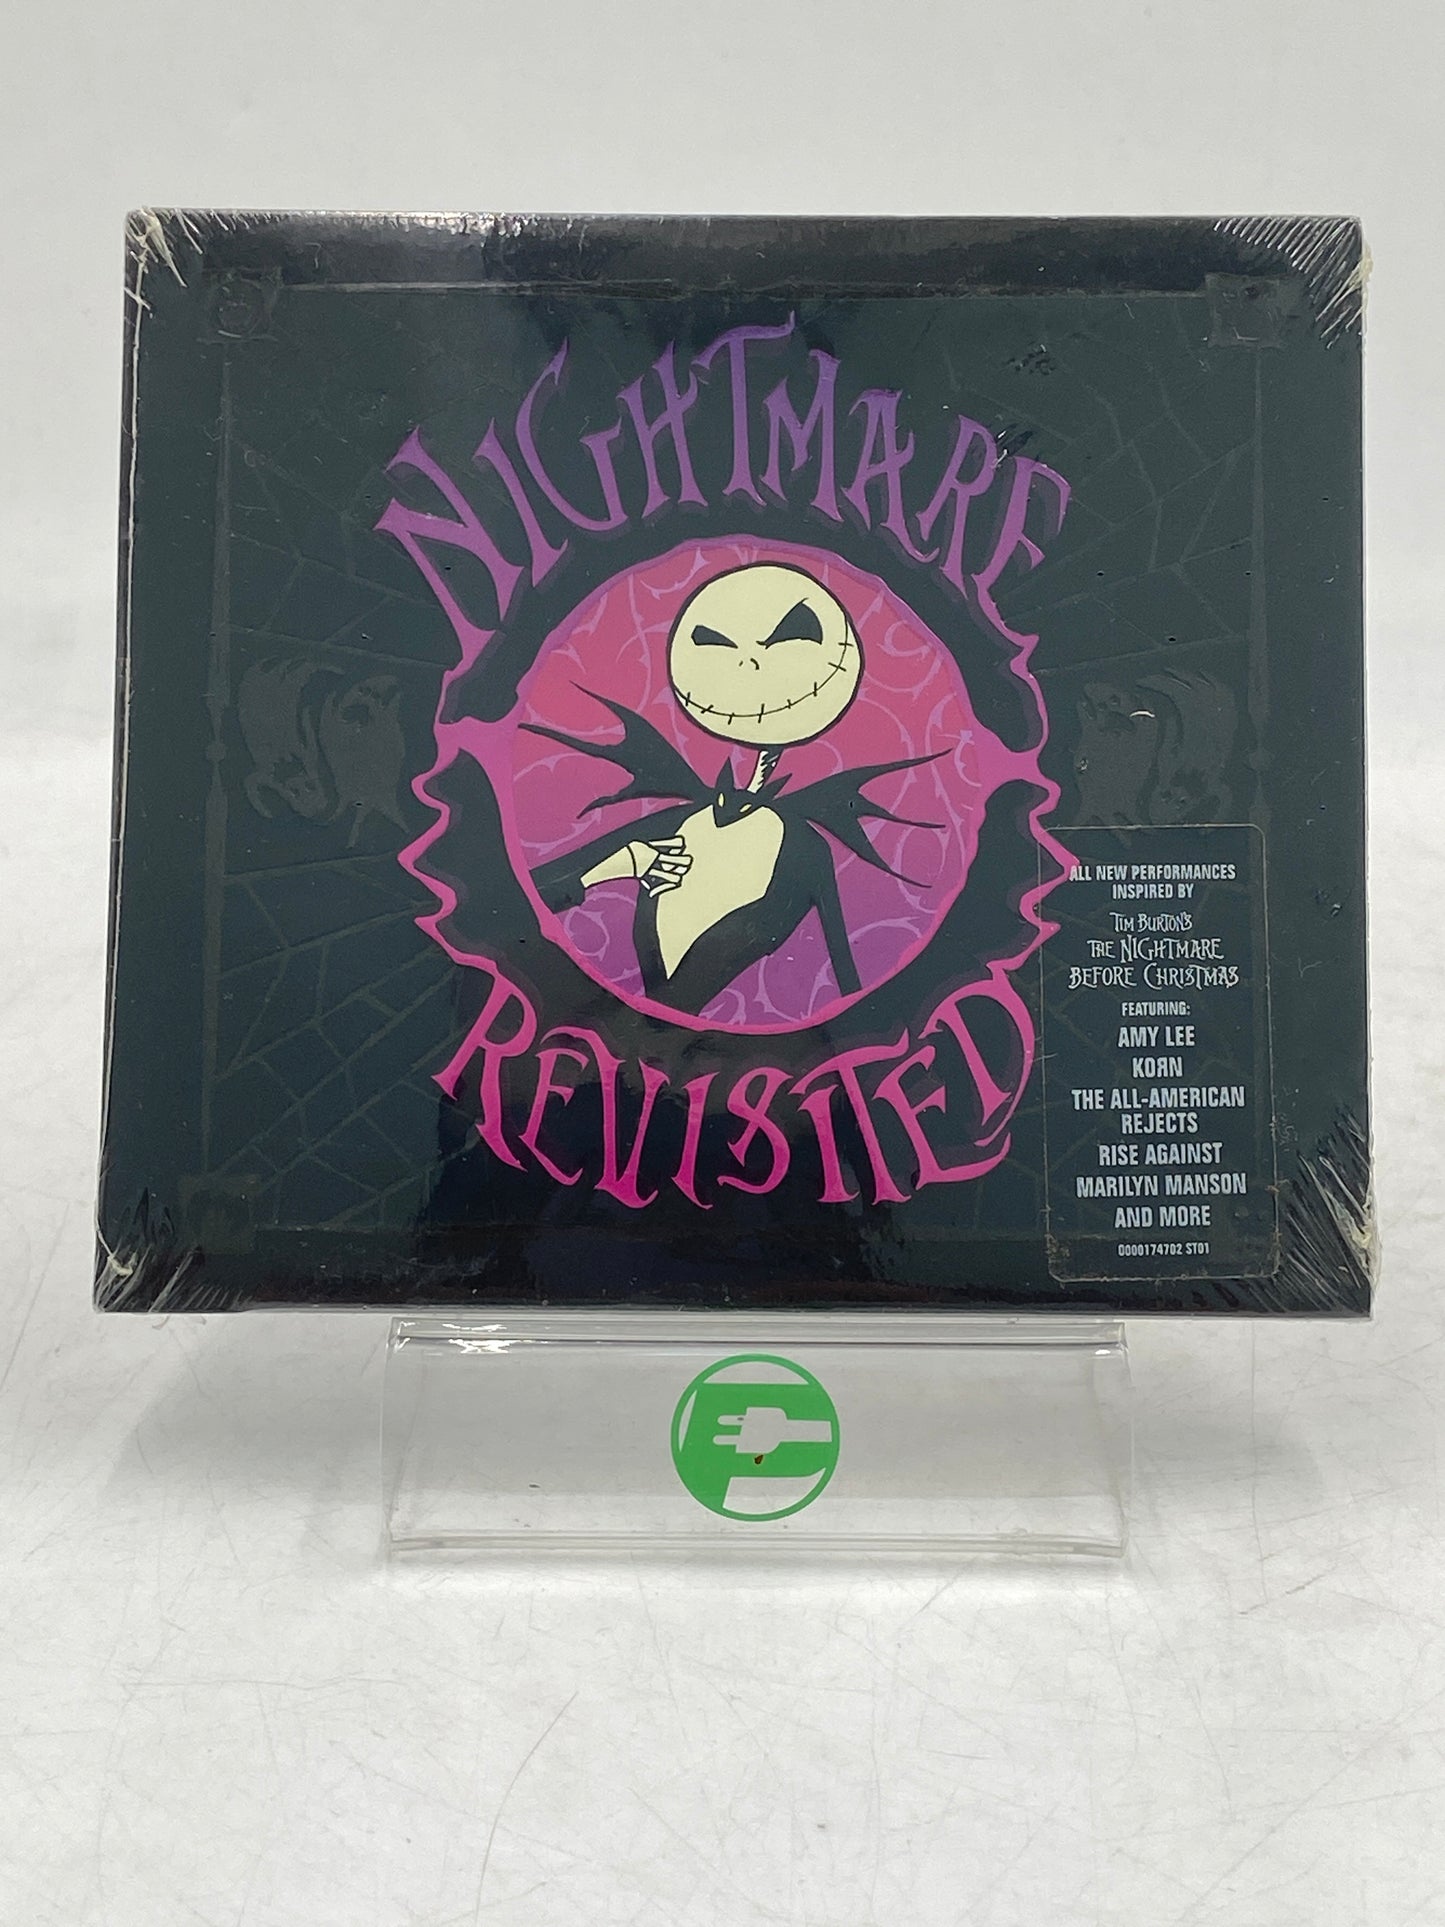 NIGHTMARE
REVISITED
ALL NEW PERFORMANCES
INSPIRED BY
TIM BURTON'S
THE NIGHTMARE
BEFORE CHRISTMAS
FEATURING:
AMY LEE
KOЯN
THE ALL-AMERICAN
REJECTS
RISE AGAINST
MARILYN MANSON
AND MORE
0000174702 ST01